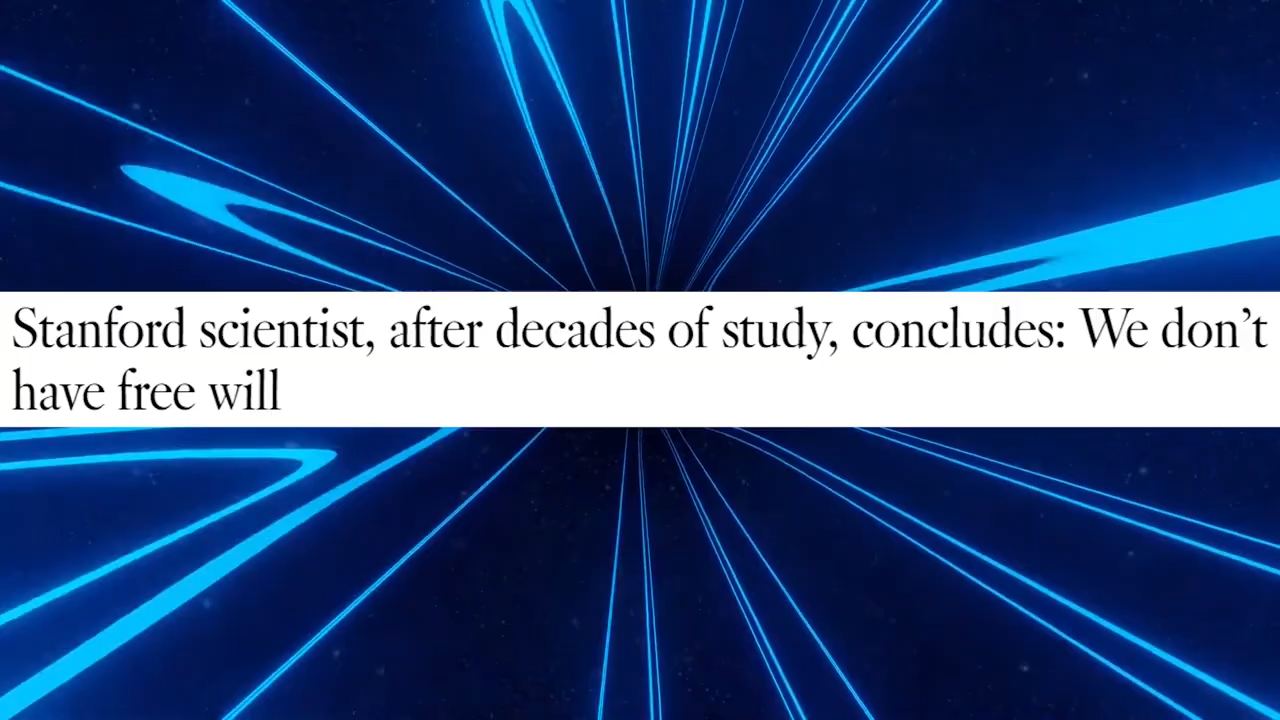 Stanford scientist, after decades of study, concludes: We don’t
have free will